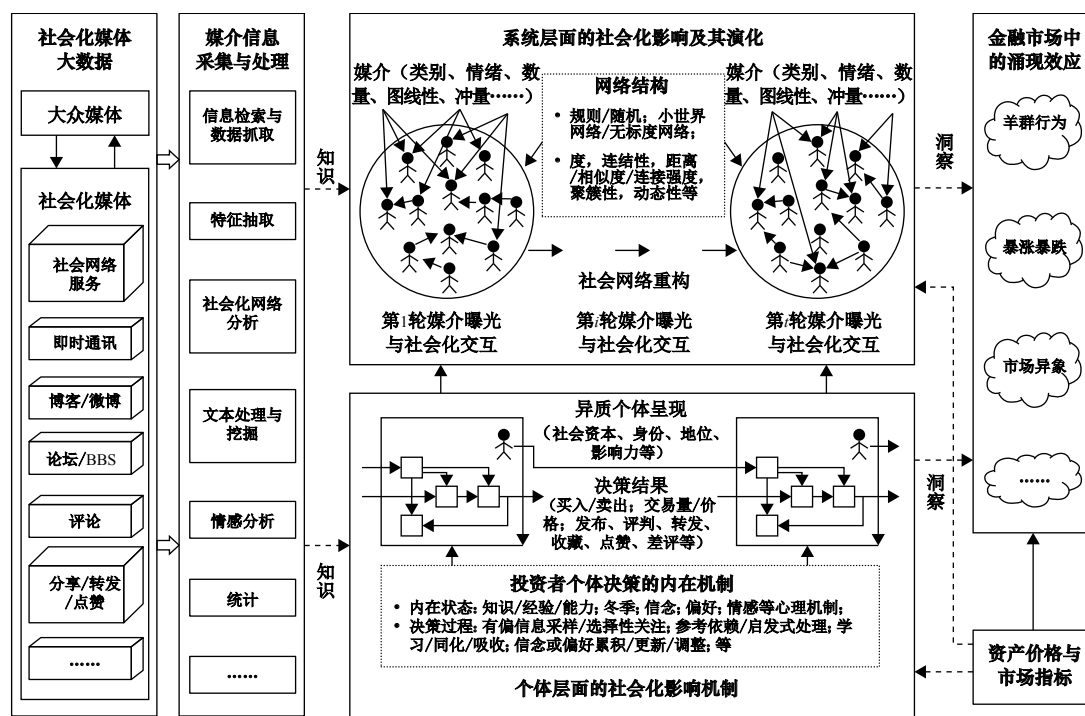 社会化媒体
大数据
大众媒体
社会化媒体
社会网络
服务
即时通讯
博客/微博
论坛/BBS
评论
分享/转发
/点赞
……
媒介信息
采集与处理
信息检索与
数据抓取
特征抽取
社会化网络
分析
文本处理与
挖掘
情感分析
统计
……
知识
知识
系统层面的社会化影响及其演化
媒介（类别、情绪、数
量、图线性、冲量……）
网络结构
• 规则/随机；小世界
网络/无标度网络；
• 度，连结性，距离
/相似度/连接强度，
聚簇性，动态性等
媒介（类别、情绪、数
量、图线性、冲量……）
社会网络重构
第1轮媒介曝光
与社会化交互
第i轮媒介曝光
与社会化交互
第i轮媒介曝光
与社会化交互
异质个体呈现
（社会资本、身份、地位、
影响力等）
决策结果
（买入/卖出；交易量/价
格；发布、评判、转发、
收藏、点赞、差评等）
投资者个体决策的内在机制
• 内在状态：知识/经验/能力；冬季；信念；偏好；情感等心理机制；
• 决策过程：有偏信息采样/选择性关注；参考依赖/启发式处理；学
习/同化/吸收；信念或偏好累积/更新/调整；等
个体层面的社会化影响机制
洞察
洞察
金融市场中
的涌现效应
羊群行为
暴涨暴跌
市场异象
……
资产价格与
市场指标